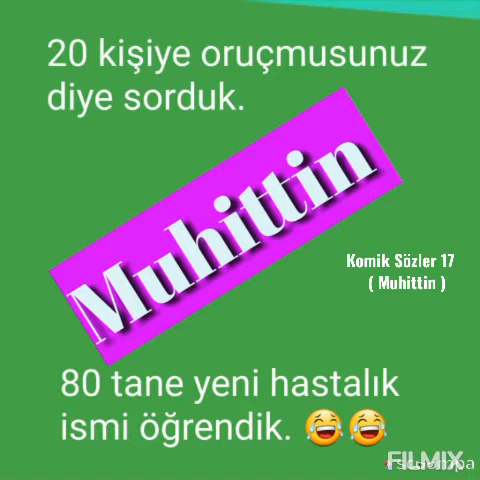 20 kişiye oruçmusunuz
diye sorduk.
Muhittin
Komik Sözler 17
( Muhittin )
80 tane yeni hastalık
ismi öğrendik. 😂😂
FILMIX